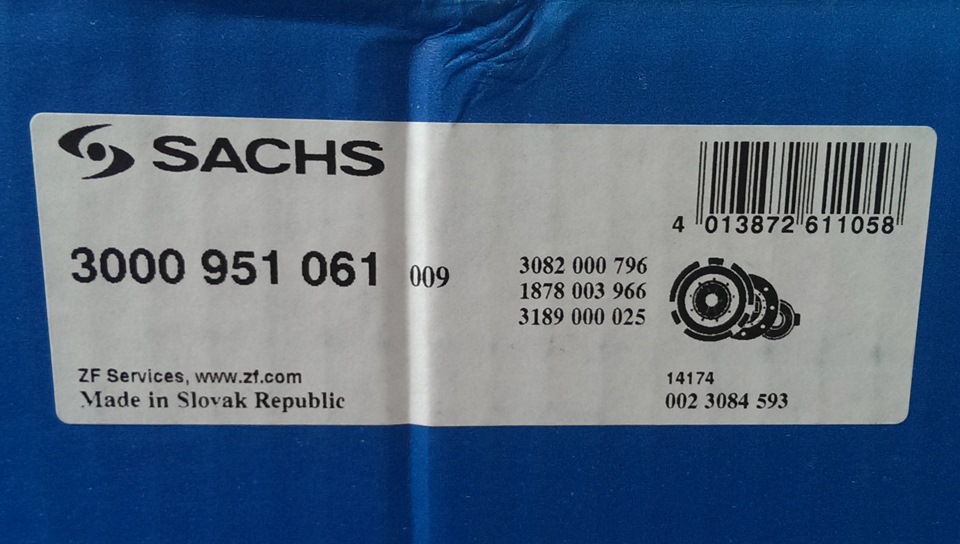 SACHS
4 013872 611058
3000 951 061 009
3082 000 796
1878 003 966
3189 000 025
ZF Services, www.zf.com
Made in Slovak Republic
14174
002 3084 593